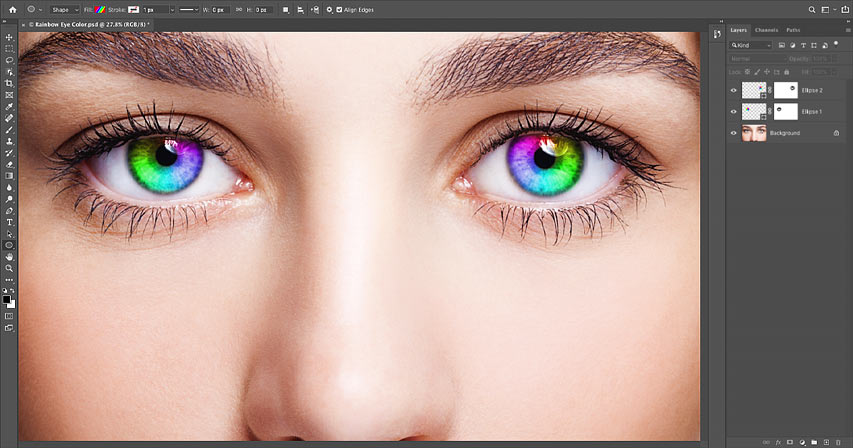 Shape
Fill:
Stroke:
1 px
W: 0 px
H: 0 px
Align Edges
× © Rainbow Eye Color.psd @ 27.8% (RGB/8) *
Layers Channels Paths
Kind
Normal
Opacity: 100%
Lock:
Fill: 100%
Ellipse 2
Ellipse 1
Background